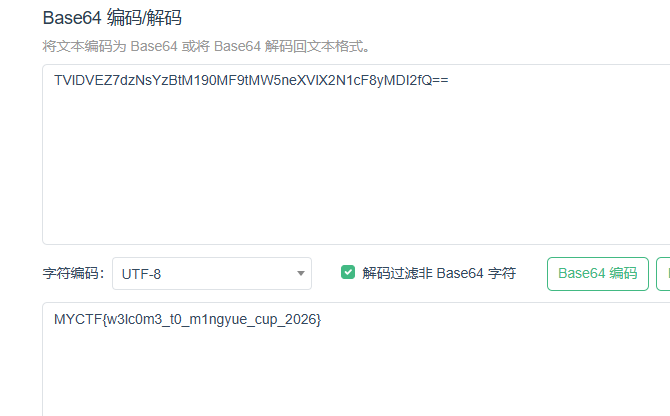 Base64 编码/解码
将文本编码为 Base64 或将 Base64 解码回文本格式。
TVlDVEZ7dzNsYzBtM190MF9tMW5neXVlX2N1cF8yMDI2fQ==
字符编码: UTF-8 解码过滤非 Base64 字符 Base64 编码
MYCTF{w3lc0m3_t0_m1ngyue_cup_2026}